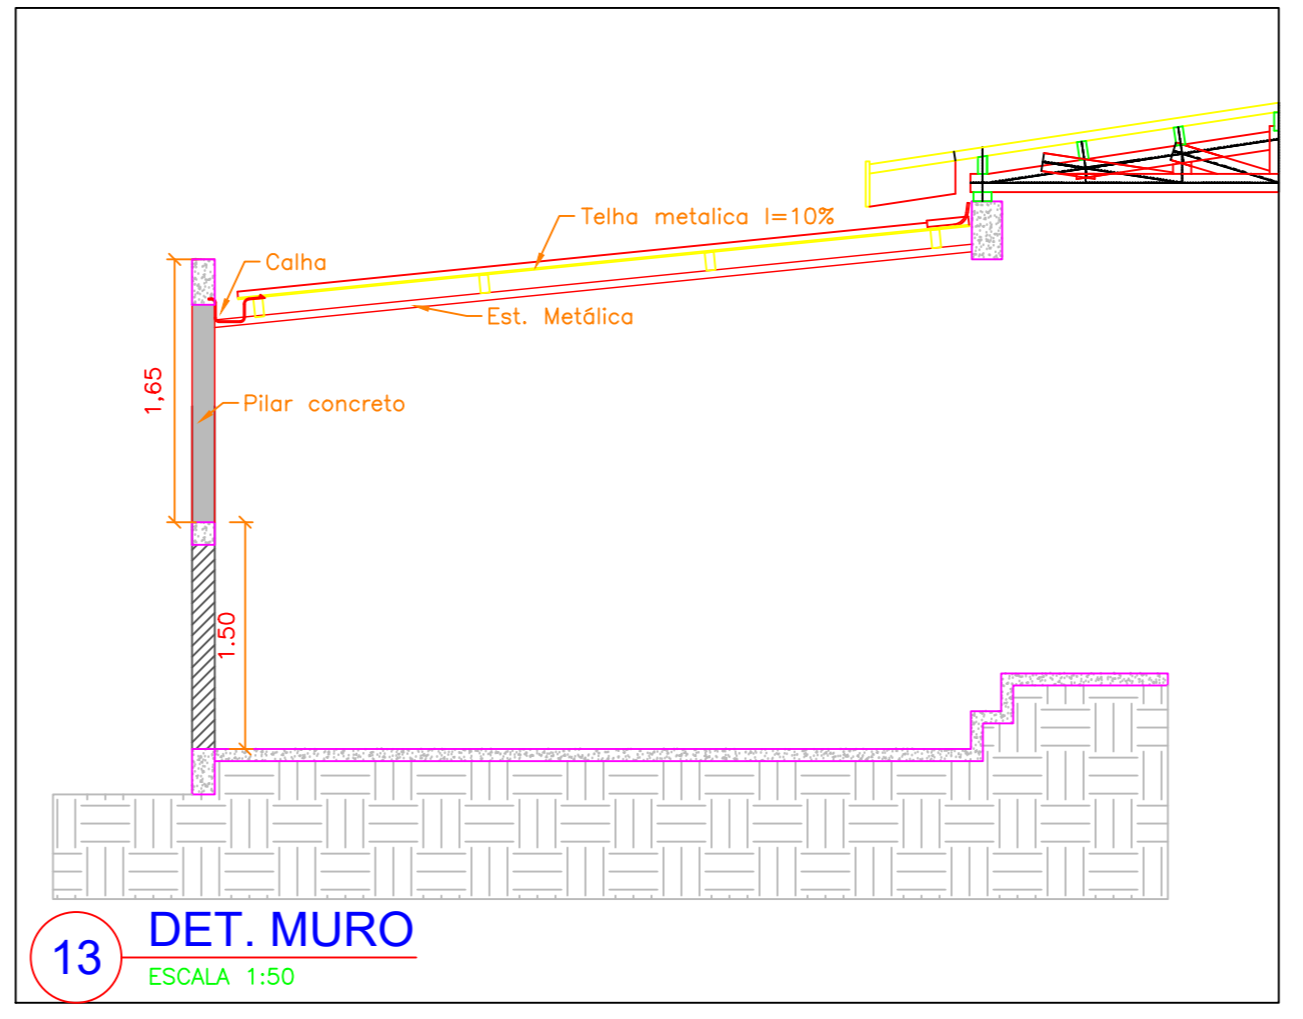 Telha metalica I=10%
Calha
Est. Metálica
1,65
Pilar concreto
1.50
13
DET. MURO
ESCALA 1:50